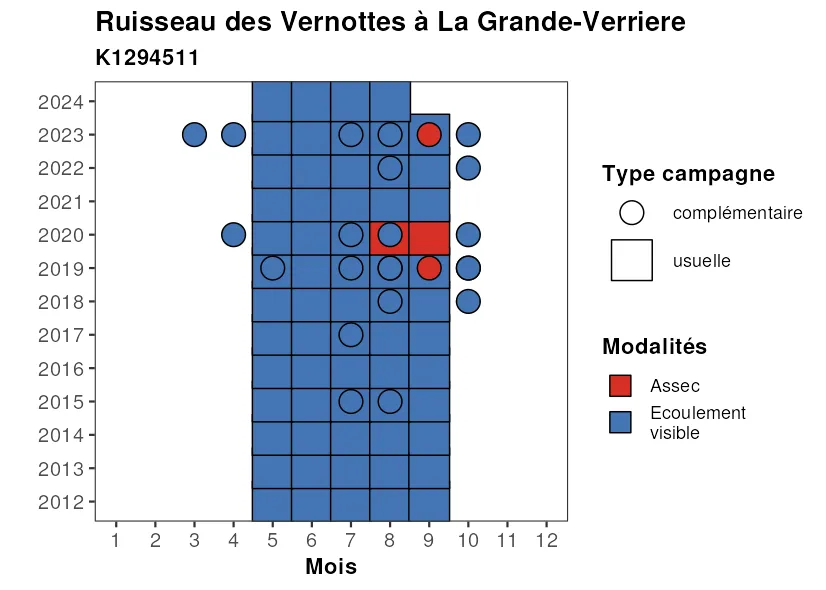 Ruisseau des Vernottes à La Grande-Verriere
K1294511
2024
2023
2022
2021
2020
2019
2018
2017
2016
2015
2014
2013
2012
1 2 3 4 5 6 7 8 9 10 11 12
Mois
Type campagne
complémentaire
usuelle
Modalités
Assec
Ecoulement
visible